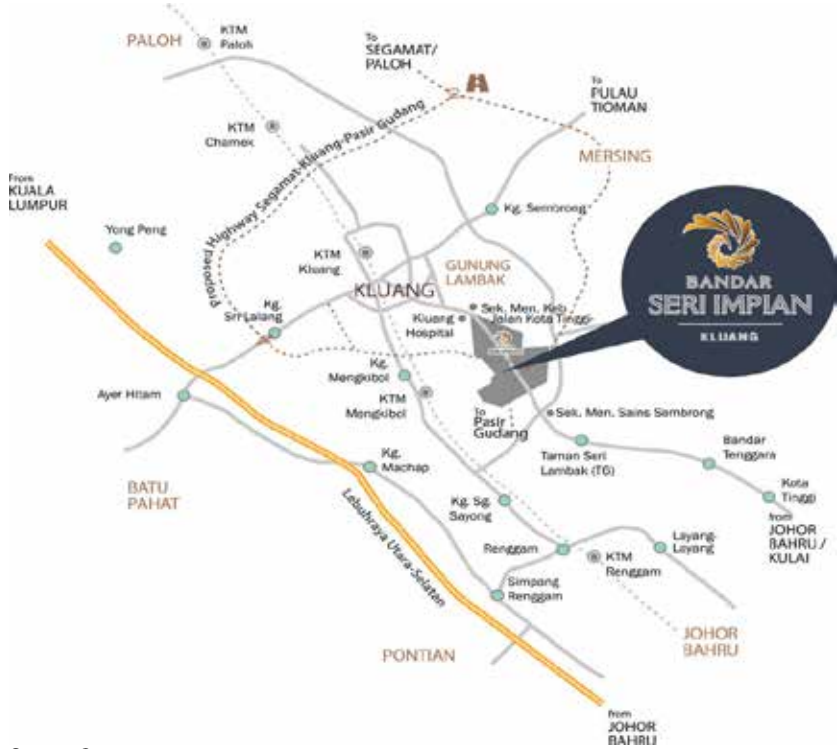 PALOH
KTM
Paloh
To
SEGAMAT/
PALOH
To
PULAU
TIOMAN
KTM
Chamek
Proposed Highway Segamat-Kluang-Pasir Gudang
MERSING
From
KUALA
LUMPUR
Yong Peng
Kg. Sembrong
KTM
Kluang
GUNUNG
LAMBAK
KLUANG
BANDAR
SERI IMPIAN
KLUANG
Kg.
Sri Lalang
Kluang
Hospital
Sek. Men. Keb.
Jalan Kota Tinggi
Kg.
Mengkibol
KTM
Mengkibol
Ayer Hitam
To
Pasir
Gudang
Sek. Men. Sains Sembrong
Taman Seri
Lambak (TG)
Bandar
Tenggara
Kota
Tinggi
from
JOHOR
BAHRU /
KULAI
BATU
PAHAT
Kg.
Machap
Lebuhraya Utara-Selatan
Kg. Sg.
Sayong
Renggam
KTM
Renggam
Layang-
Layang
Simpang
Renggam
PONTIAN
JOHOR
BAHRU
from
JOHOR
BAHRU